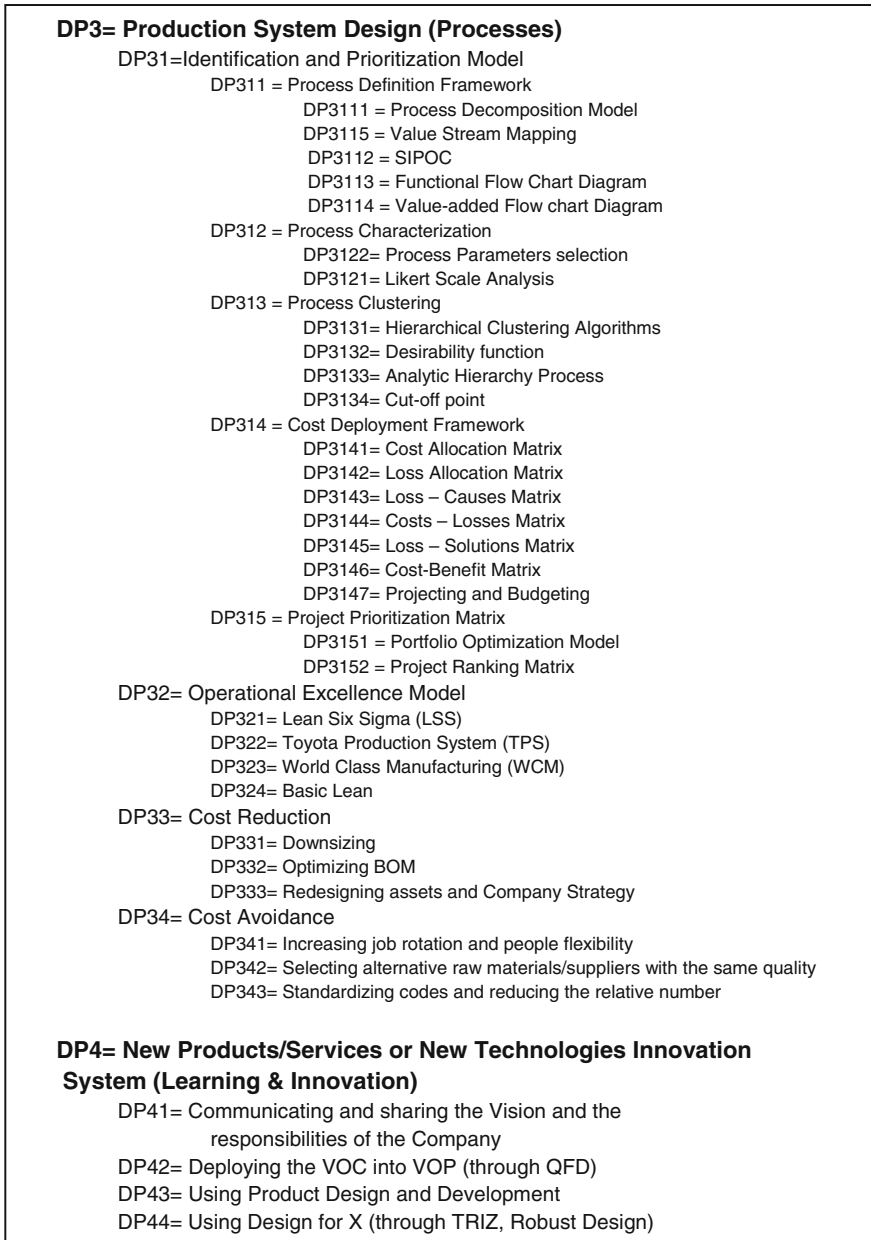 DP3= Production System Design (Processes)
DP31=Identification and Prioritization Model
DP311 = Process Definition Framework
DP3111 = Process Decomposition Model
DP3115 = Value Stream Mapping
DP3112 = SIPOC
DP3113 = Functional Flow Chart Diagram
DP3114 = Value-added Flow chart Diagram
DP312 = Process Characterization
DP3122= Process Parameters selection
DP3121= Likert Scale Analysis
DP313 = Process Clustering
DP3131= Hierarchical Clustering Algorithms
DP3132= Desirability function
DP3133= Analytic Hierarchy Process
DP3134= Cut-off point
DP314 = Cost Deployment Framework
DP3141= Cost Allocation Matrix
DP3142= Loss Allocation Matrix
DP3143= Loss – Causes Matrix
DP3144= Costs – Losses Matrix
DP3145= Loss – Solutions Matrix
DP3146= Cost-Benefit Matrix
DP3147= Projecting and Budgeting
DP315 = Project Prioritization Matrix
DP3151 = Portfolio Optimization Model
DP3152 = Project Ranking Matrix
DP32= Operational Excellence Model
DP321= Lean Six Sigma (LSS)
DP322= Toyota Production System (TPS)
DP323= World Class Manufacturing (WCM)
DP324= Basic Lean
DP33= Cost Reduction
DP331= Downsizing
DP332= Optimizing BOM
DP333= Redesigning assets and Company Strategy
DP34= Cost Avoidance
DP341= Increasing job rotation and people flexibility
DP342= Selecting alternative raw materials/suppliers with the same quality
DP343= Standardizing codes and reducing the relative number
DP4= New Products/Services or New Technologies Innovation
System (Learning & Innovation)
DP41= Communicating and sharing the Vision and the
responsibilities of the Company
DP42= Deploying the VOC into VOP (through QFD)
DP43= Using Product Design and Development
DP44= Using Design for X (through TRIZ, Robust Design)